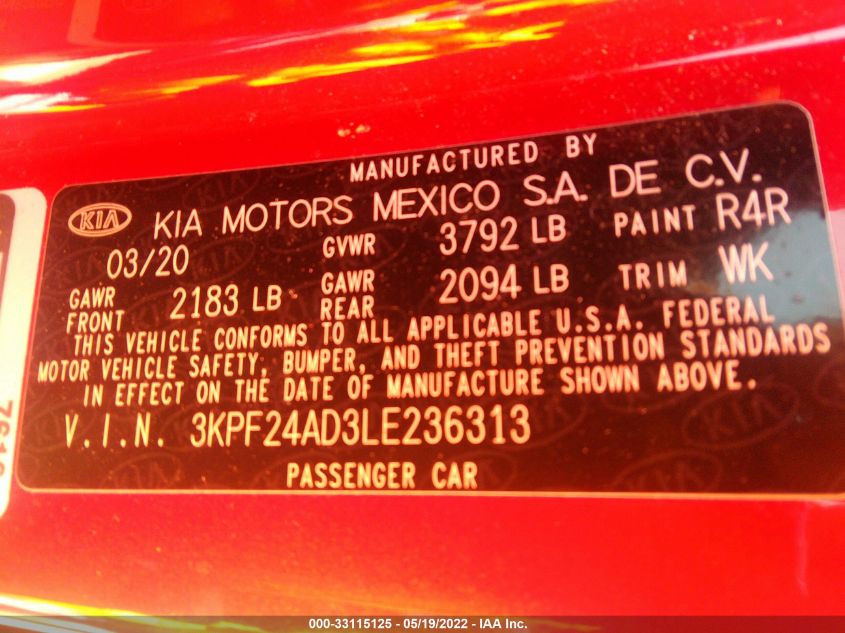 MANUFACTURED BY
KIA KIA MOTORS MEXICO S.A. DE C.V.
03/20 GVWR 3792 LB PAINT R4R
GAWR FRONT 2183 LB GAWR REAR 2094 LB TRIM WK
THIS VEHICLE CONFORMS TO ALL APPLICABLE U.S.A. FEDERAL
MOTOR VEHICLE SAFETY, BUMPER, AND THEFT PREVENTION STANDARDS
IN EFFECT ON THE DATE OF MANUFACTURE SHOWN ABOVE.
V.I.N. 3KPF24AD3LE236313
PASSENGER CAR
000-33115125 - 05/19/2022 - IAA Inc.